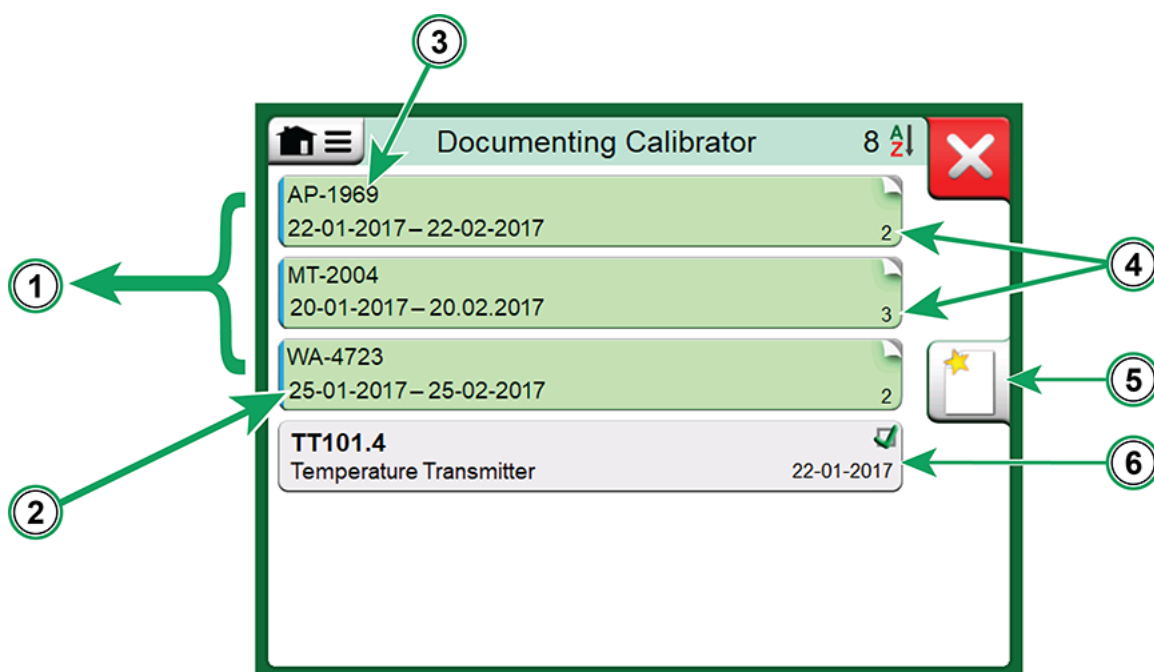 3
Documenting Calibrator 8 AZ
AP-1969
22-01-2017 – 22-02-2017 2
4
1
MT-2004
20-01-2017 – 20.02.2017 3
WA-4723
25-01-2017 – 25-02-2017 2
5
TT101.4
Temperature Transmitter 22-01-2017
6
2